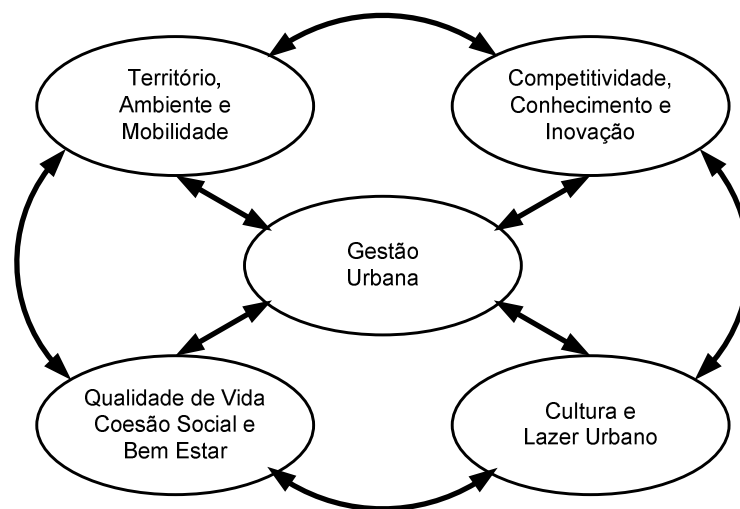 Território,
Ambiente e
Mobilidade
Competitividade,
Conhecimento e
Inovação
Gestão
Urbana
Qualidade de Vida
Coesão Social e
Bem Estar
Cultura e
Lazer Urbano